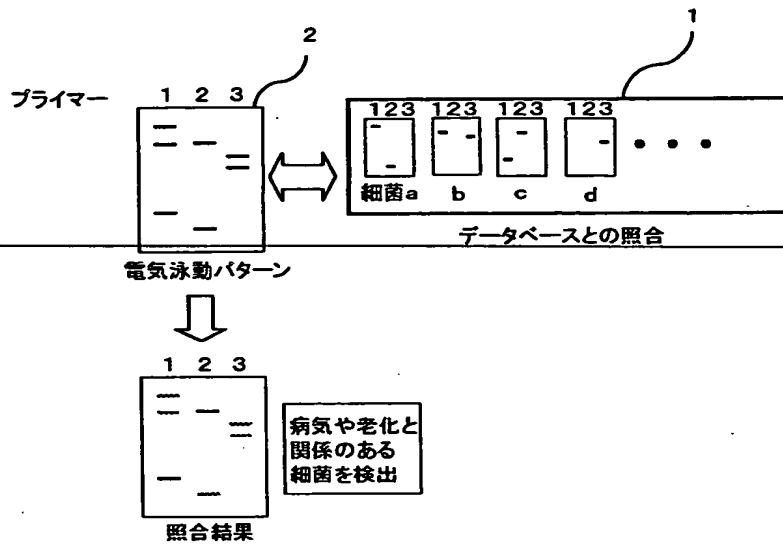 2
1
プライマー
1 2 3
123 123 123 123
細菌a b c d
データベースとの照合
電気泳動パターン
1 2 3
病気や老化と
関係のある
細菌を検出
照合結果